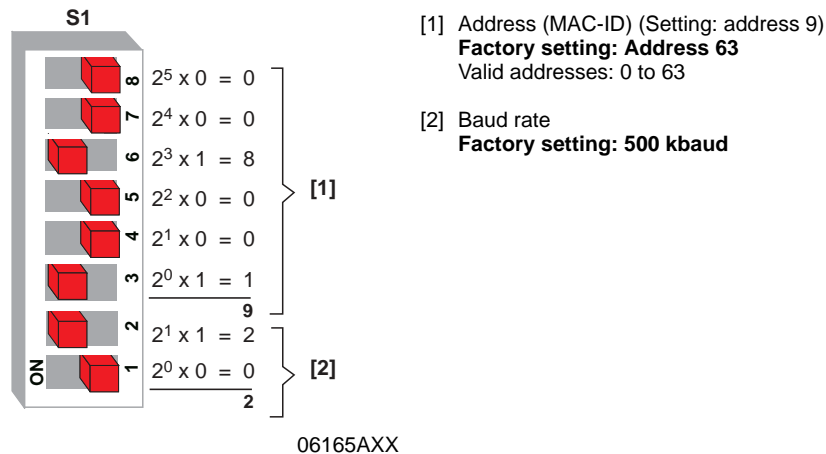 S1
8 2⁵ x 0 = 0
7 2⁴ x 0 = 0
6 2³ x 1 = 8
5 2² x 0 = 0
4 2¹ x 0 = 0
3 2⁰ x 1 = 1
9
[1]
2 2¹ x 1 = 2
ON 1 2⁰ x 0 = 0
2
[2]
06165AXX
[1] Address (MAC-ID) (Setting: address 9)
Factory setting: Address 63
Valid addresses: 0 to 63
[2] Baud rate
Factory setting: 500 kbaud